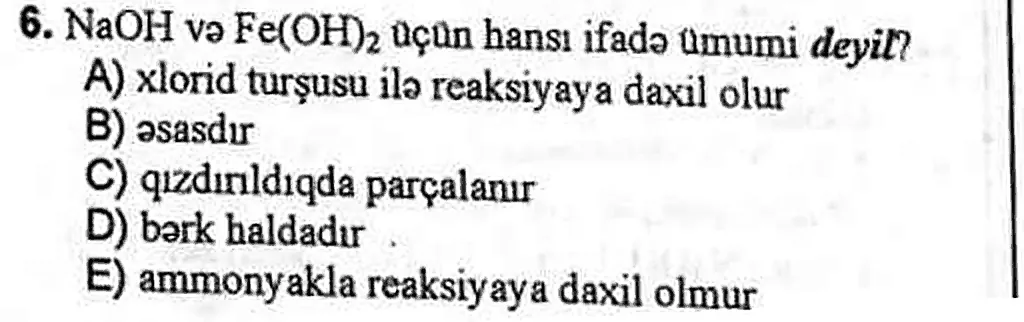 6. NaOH və Fe(OH)₂ üçün hansı ifadə ümumi deyil?
A) xlorid turşusu ilə reaksiyaya daxil olur
B) əsasdır
C) qızdırıldıqda parçalanır
D) bərk haldadır
E) ammonyakla reaksiyaya daxil olmur